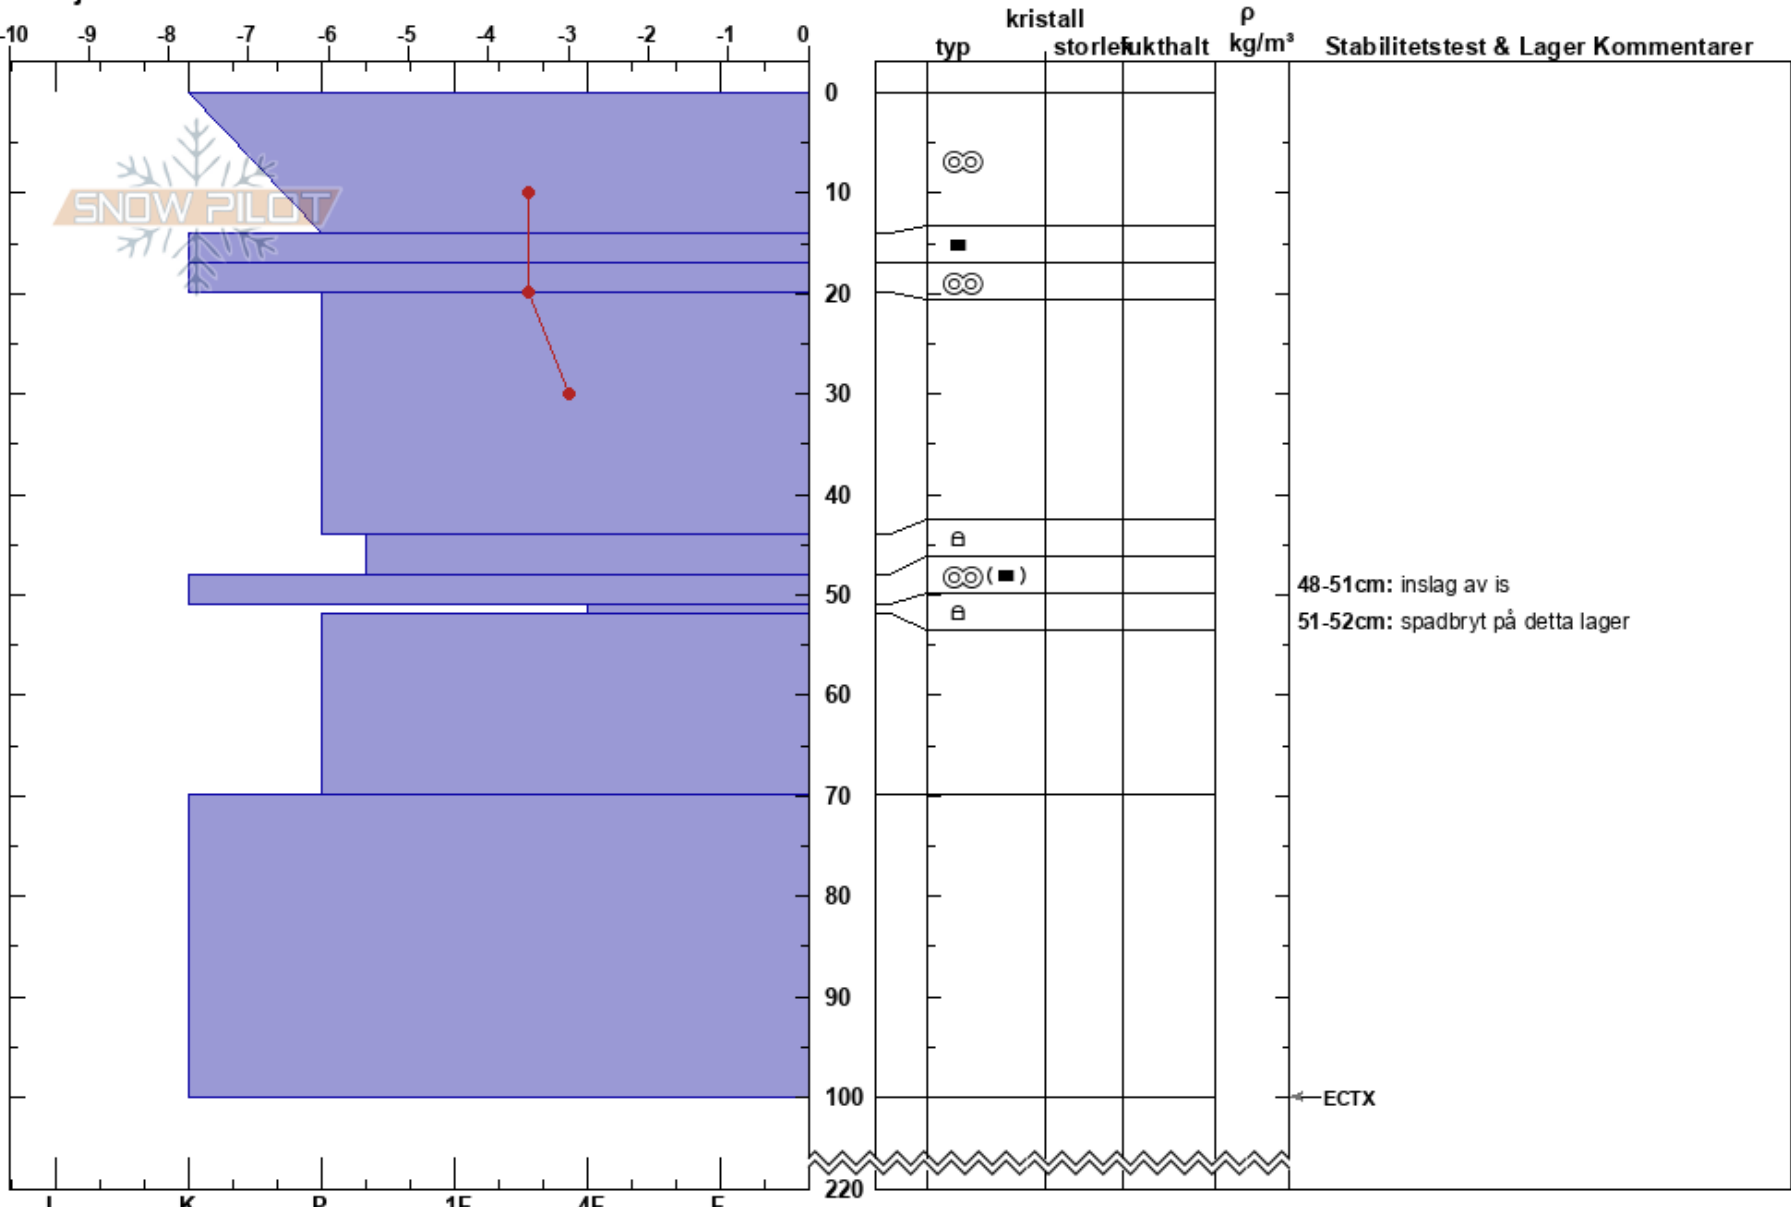 kristall ρ
-10 -9 -8 -7 -6 -5 -4 -3 -2 -1 0 typ storlek fukthalt kg/m³ Stabilitetstest & Lager Kommentarer
0
SNOW PILOT
10
20
30
40
48-51cm: inslag av is
50
51-52cm: spadbryt på detta lager
60
70
80
90
100 ECTX
220
I K P 1F 4F F